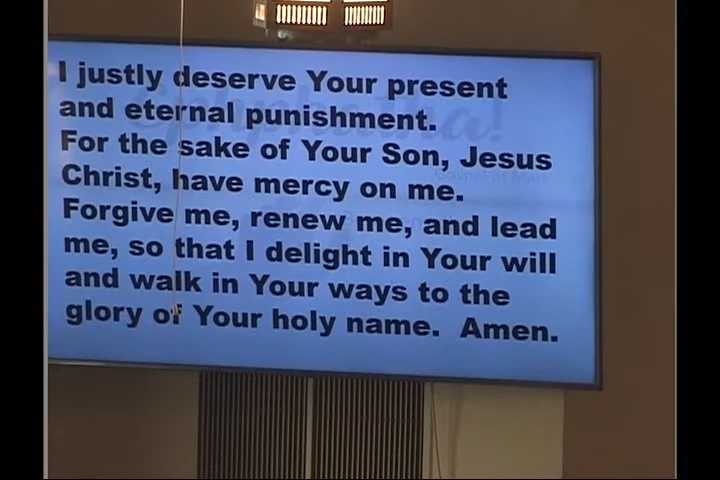 I justly deserve Your present
and eternal punishment.
For the sake of Your Son, Jesus
Christ, have mercy on me.
Forgive me, renew me, and lead
me, so that I delight in Your will
and walk in Your ways to the
glory of Your holy name.  Amen.